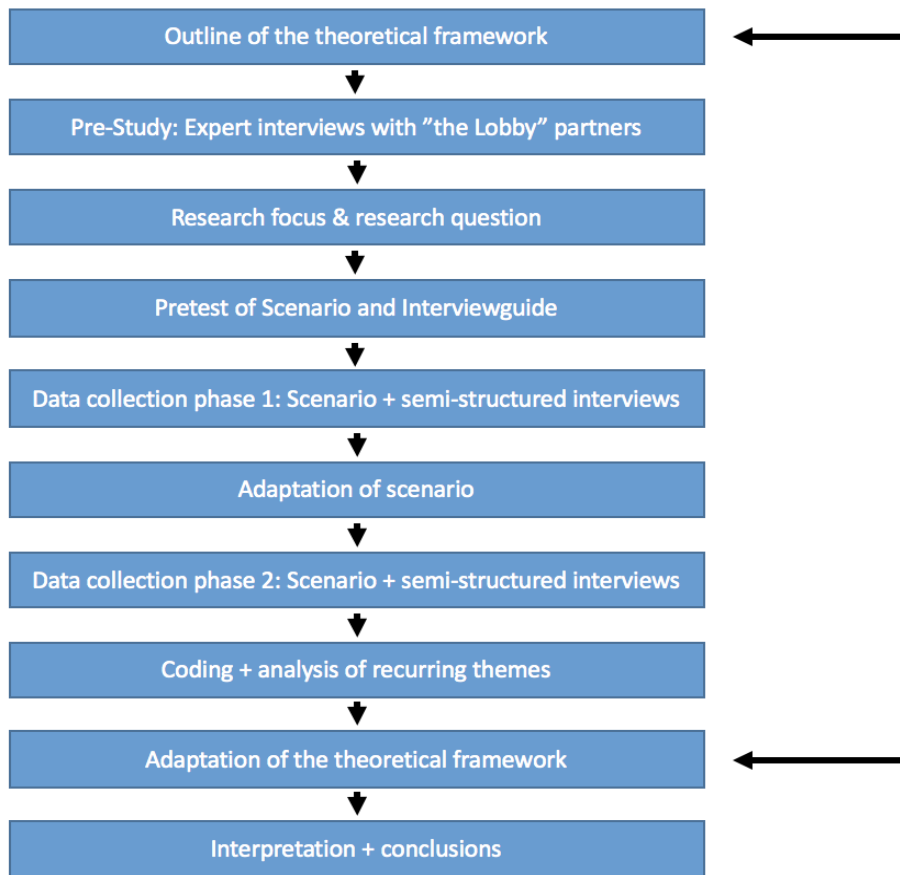 Outline of the theoretical framework
Pre-Study: Expert interviews with ”the Lobby” partners
Research focus & research question
Pretest of Scenario and Interviewguide
Data collection phase 1: Scenario + semi-structured interviews
Adaptation of scenario
Data collection phase 2: Scenario + semi-structured interviews
Coding + analysis of recurring themes
Adaptation of the theoretical framework
Interpretation + conclusions